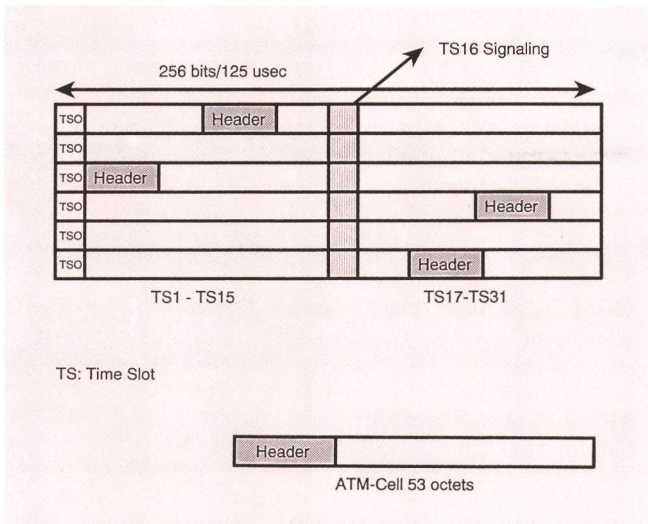 TS16 Signaling
256 bits/125 usec
TSO Header
TSO
TSO Header
TSO Header
TSO
TSO Header
TS1 - TS15 TS17-TS31
TS: Time Slot
Header
ATM-Cell 53 octets